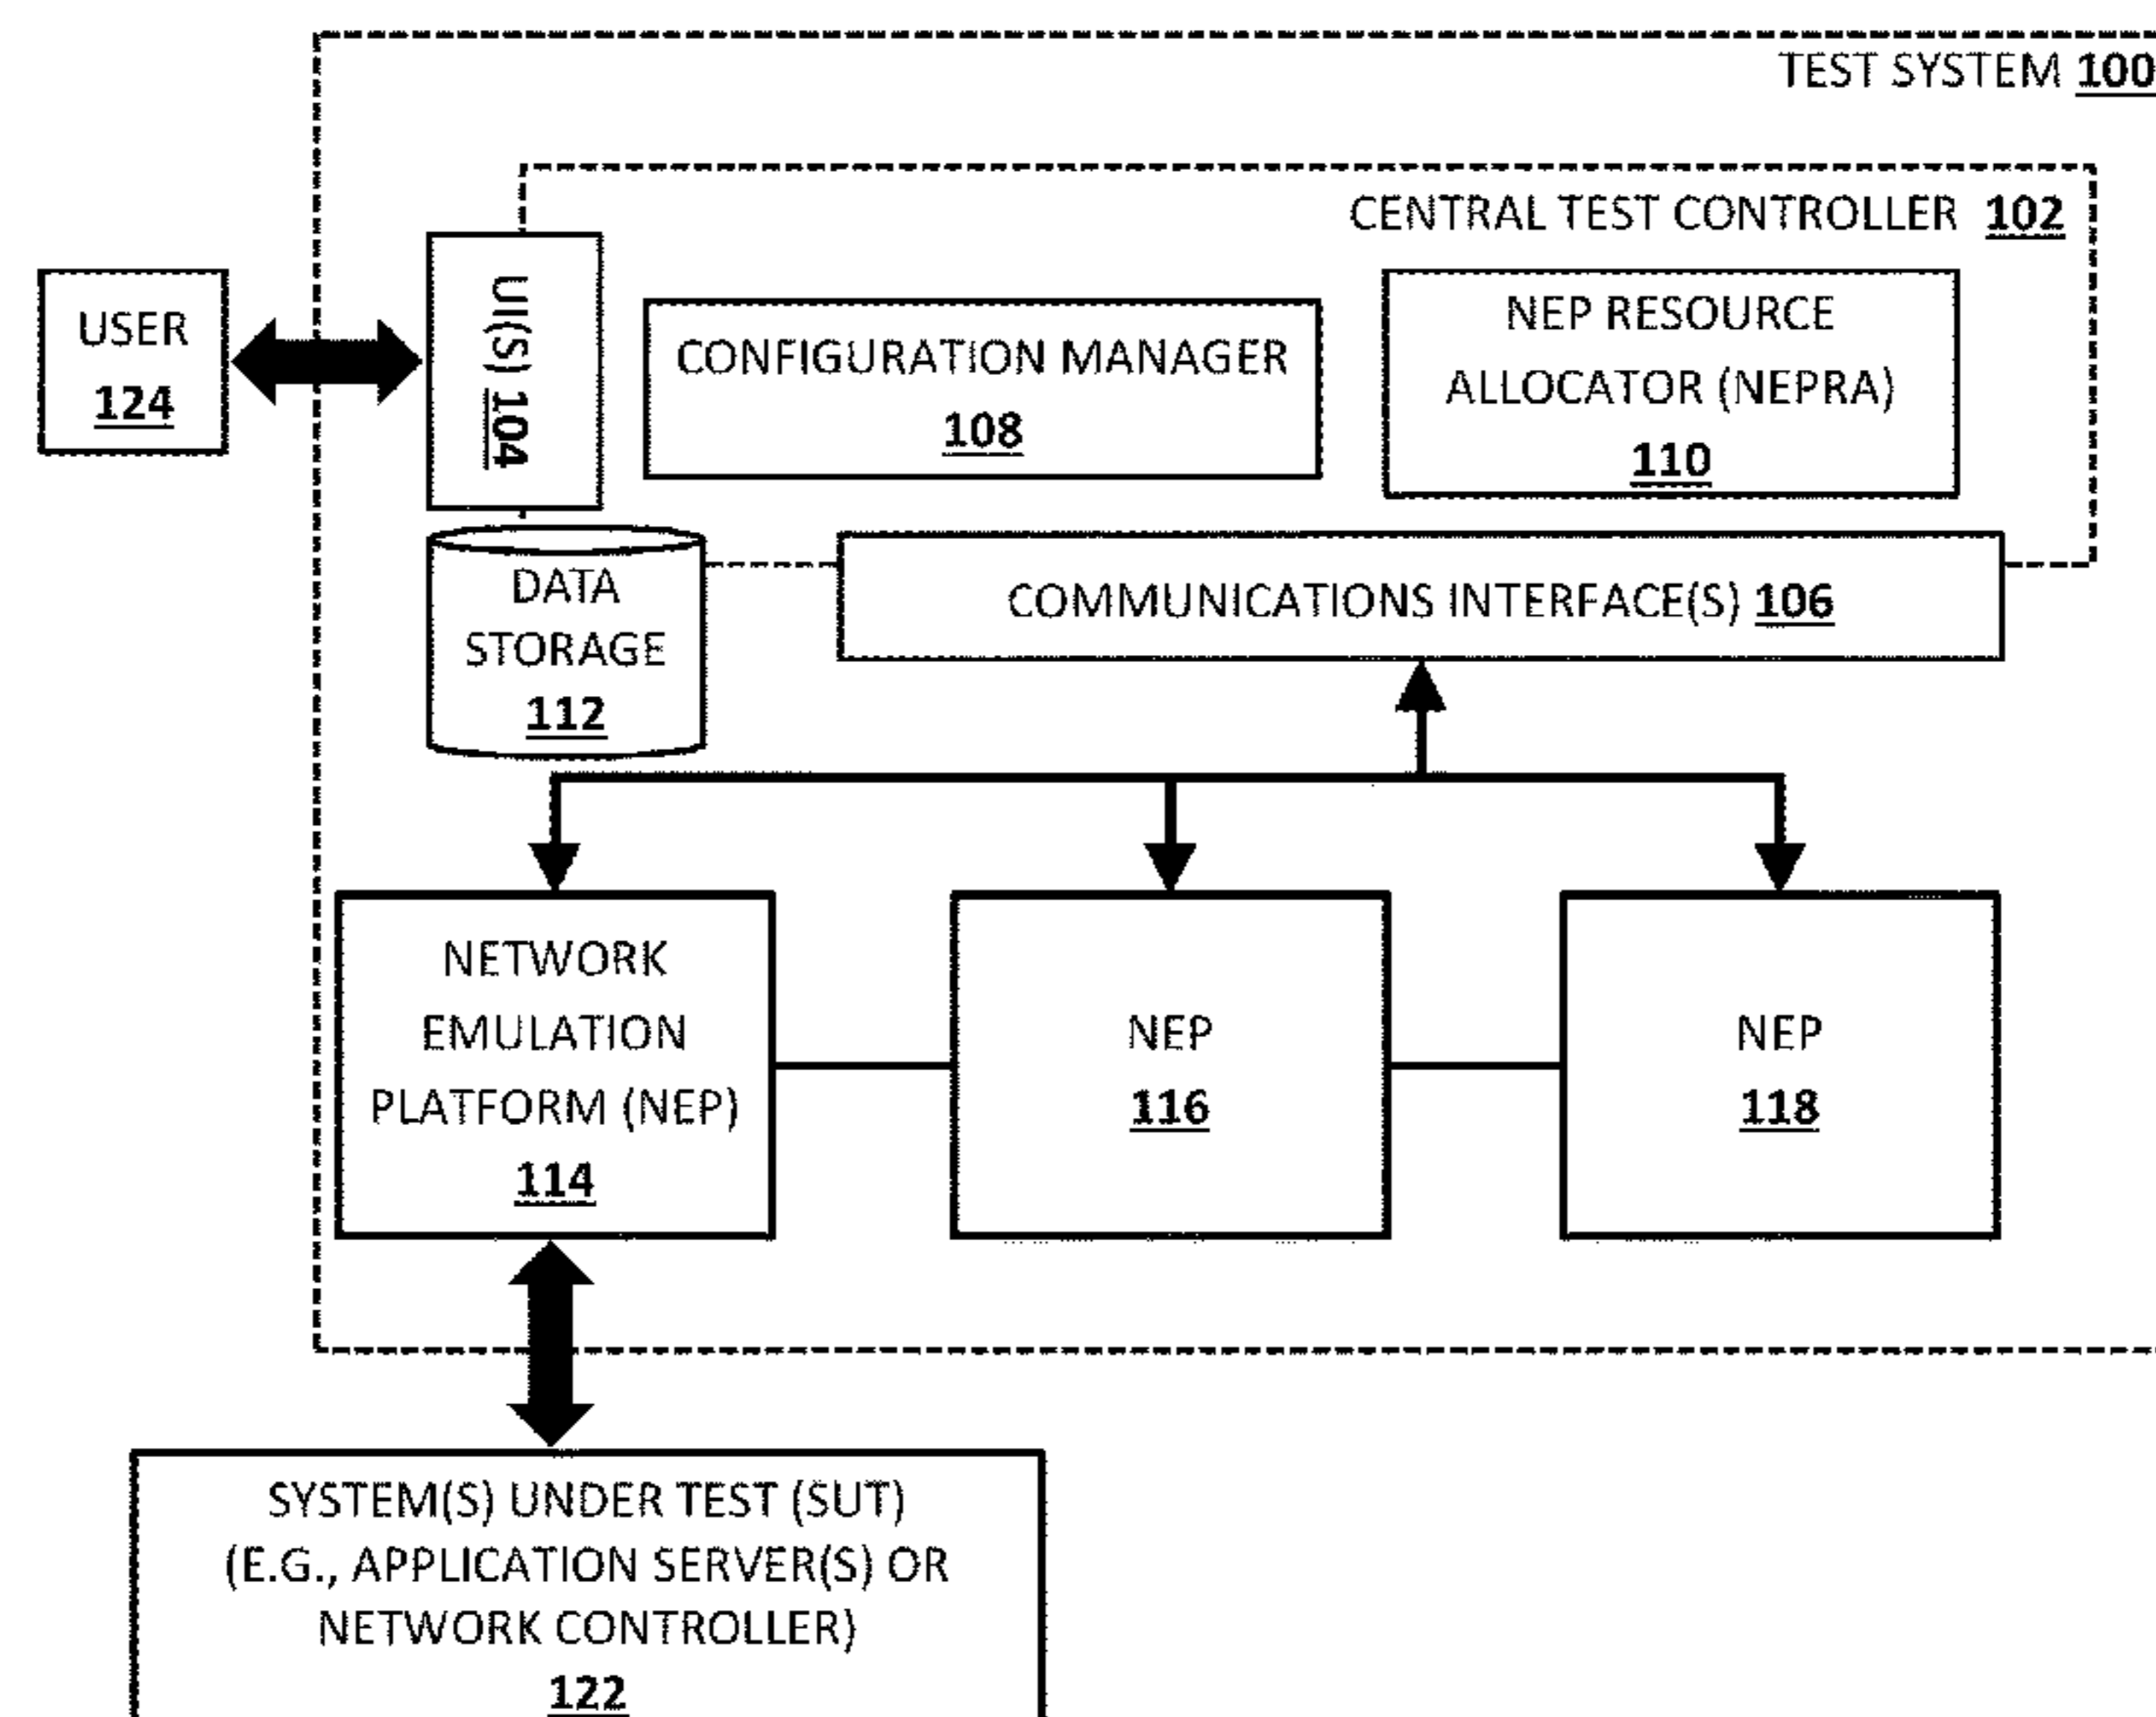 TEST SYSTEM 100
CENTRAL TEST CONTROLLER 102
USER
124
UI(S) 104
CONFIGURATION MANAGER
108
NEP RESOURCE
ALLOCATOR (NEPRA)
110
DATA
STORAGE
112
COMMUNICATIONS INTERFACE(S) 106
NETWORK
EMULATION
PLATFORM (NEP)
114
NEP
116
NEP
118
SYSTEM(S) UNDER TEST (SUT)
(E.G., APPLICATION SERVER(S) OR
NETWORK CONTROLLER)
122